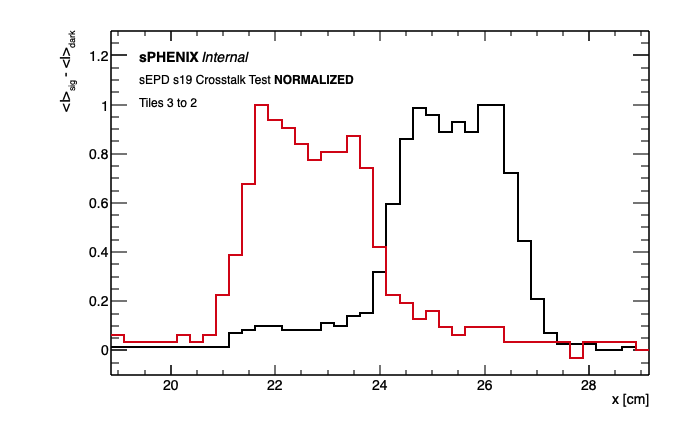 <I>sig - <I>dark
1.2
sPHENIX Internal
sEPD s19 Crosstalk Test NORMALIZED
Tiles 3 to 2
1
0.8
0.6
0.4
0.2
0
20 22 24 26 28
x [cm]